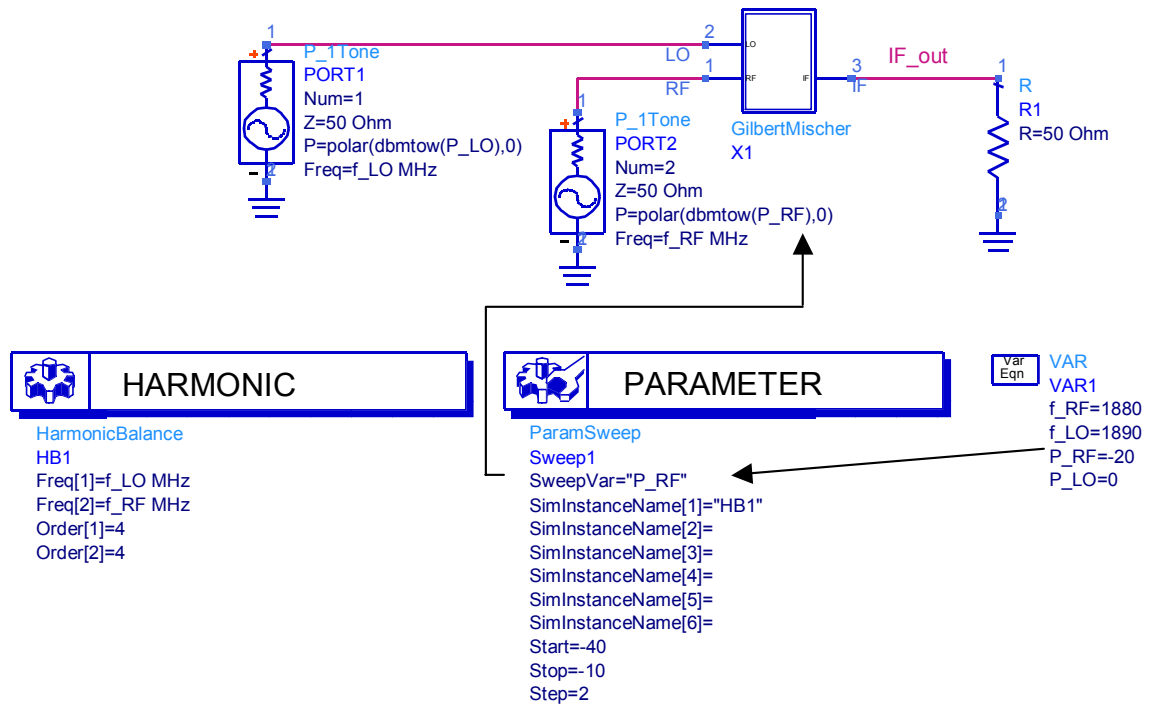 1
P_1Tone
PORT1
Num=1
Z=50 Ohm
P=polar(dbmtow(P_LO),0)
Freq=f_LO MHz
+
-
2
1
P_1Tone
PORT2
Num=2
Z=50 Ohm
P=polar(dbmtow(P_RF),0)
Freq=f_RF MHz
+
-
2
2
LO
1
RF
LO
RF
IF
3
IF
GilbertMischer
X1
IF_out
1
R
R1
R=50 Ohm
2
HARMONIC
HarmonicBalance
HB1
Freq[1]=f_LO MHz
Freq[2]=f_RF MHz
Order[1]=4
Order[2]=4
PARAMETER
ParamSweep
Sweep1
SweepVar="P_RF"
SimInstanceName[1]="HB1"
SimInstanceName[2]=
SimInstanceName[3]=
SimInstanceName[4]=
SimInstanceName[5]=
SimInstanceName[6]=
Start=-40
Stop=-10
Step=2
Var
Eqn
VAR
VAR1
f_RF=1880
f_LO=1890
P_RF=-20
P_LO=0